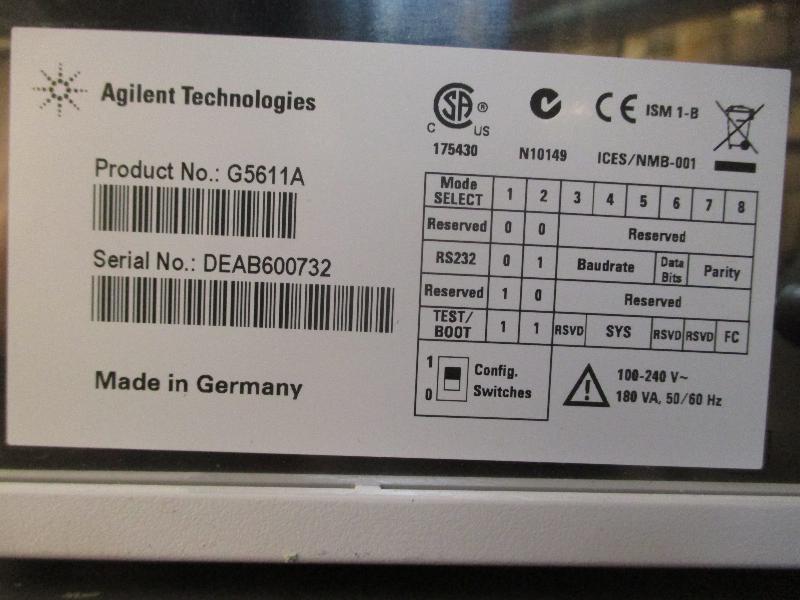 Agilent Technologies
Product No.: G5611A
Serial No.: DEAB600732
Made in Germany
SA ®
C US
175430
N10149
CE ISM 1-B
ICES/NMB-001
Mode SELECT 1 2 3 4 5 6 7 8
Reserved 0 0 Reserved
RS232 0 1 Baudrate Data Bits Parity
Reserved 1 0 Reserved
TEST/BOOT 1 1 RSVD SYS RSVD RSVD FC
1 Config.
0 Switches
100-240 V~
180 VA, 50/60 Hz